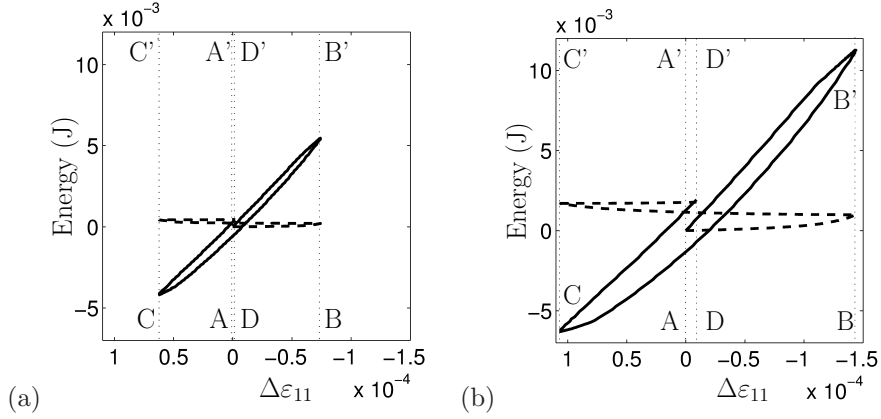 x 10⁻³
C' A' D' B'
10
5
0
−5
Energy (J)
C A D B
1 0.5 0 −0.5 −1 −1.5
Δε₁₁ x 10⁻⁴
(a)
x 10⁻³
C' A' D'
B'
10
5
0
−5
Energy (J)
C
A D B
1 0.5 0 −0.5 −1 −1.5
Δε₁₁ x 10⁻⁴
(b)